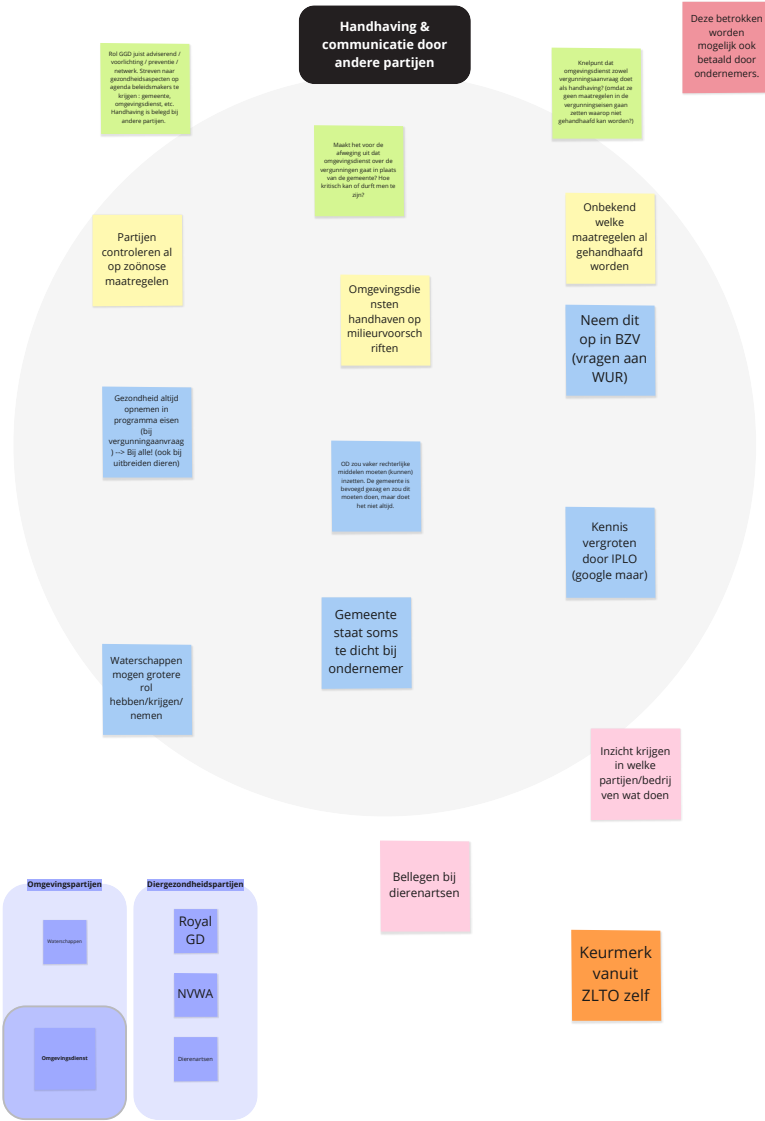 Handhaving &
communicatie door
andere partijen
Deze betrokken
worden
mogelijk ook
betaald door
ondernemers.
Rol GGD juist adviserend /
voorlichting / preventie /
netwerk. Streven naar
gezondheidsaspecten op
agenda beleidsmakers te
krijgen : gemeente,
omgevingsdienst, etc.
Handhaving is belegd bij
andere partijen.
Knelpunt dat
omgevingsdienst zowel
vergunningsaanvraag doet
als handhaving? (omdat ze
geen maatregelen in de
vergunningseisen gaan
zetten waarop niet
gehandhaafd kan worden?)
Maakt het voor de
afweging uit dat
omgevingsdienst over de
vergunningen gaat in plaats
van de gemeente? Hoe
kritisch kan of durft men te
zijn?
Partijen
controleren al
op zoönose
maatregelen
Onbekend
welke
maatregelen al
gehandhaafd
worden
Omgevingsdie
nsten
handhaven op
milieurvoorsch
riften
Neem dit
op in BZV
(vragen aan
WUR)
Gezondheid altijd
opnemen in
programma eisen
(bij
vergunningaanvraag
) --> Bij alle! (ook bij
uitbreiden dieren)
OD zou vaker rechterlijke
middelen moeten (kunnen)
inzetten. De gemeente is
bevoegd gezag en zou dit
moeten doen, maar doet
het niet altijd.
Kennis
vergroten
door IPLO
(google maar)
Gemeente
staat soms
te dicht bij
ondernemer
Waterschappen
mogen grotere
rol
hebben/krijgen/
nemen
Inzicht krijgen
in welke
partijen/bedrij
ven wat doen
Bellegen bij
dierenartsen
Keurmerk
vanuit
ZLTO zelf
Omgevingspartijen
Waterschappen
Omgevingsdienst
Diergezondheidspartijen
Royal
GD
NVWA
Dierenartsen